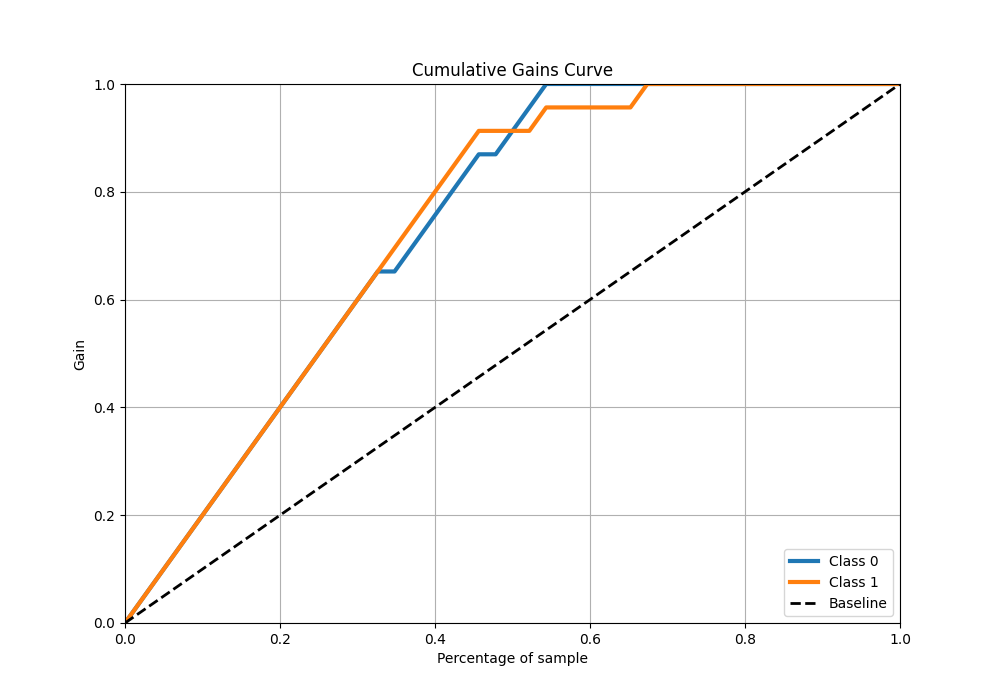 Cumulative Gains Curve
Gain
1.0
0.8
0.6
0.4
0.2
0.0
0.0 0.2 0.4 0.6 0.8 1.0
Percentage of sample
Class 0
Class 1
Baseline